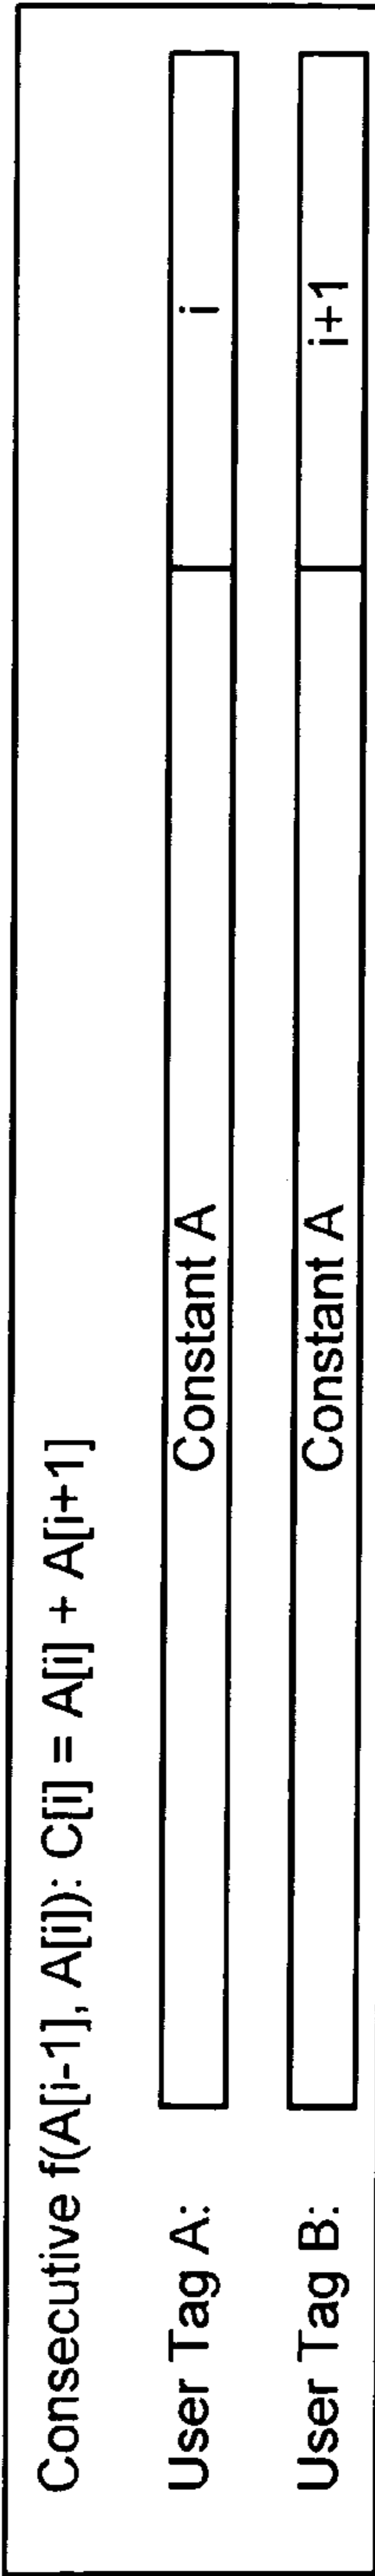 Consecutive f(A[i-1], A[i]): C[i] = A[i] + A[i+1]
User Tag A: Constant A i
User Tag B: Constant A i+1